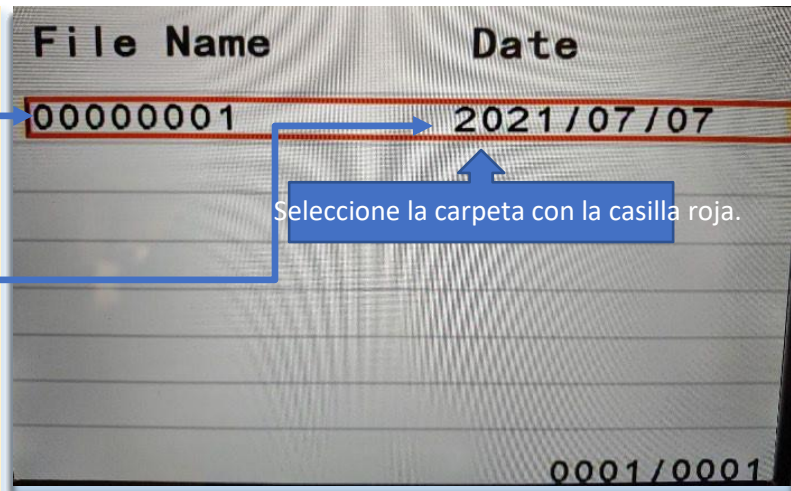 File Name Date
00000001 2021/07/07
Seleccione la carpeta con la casilla roja.
0001/0001